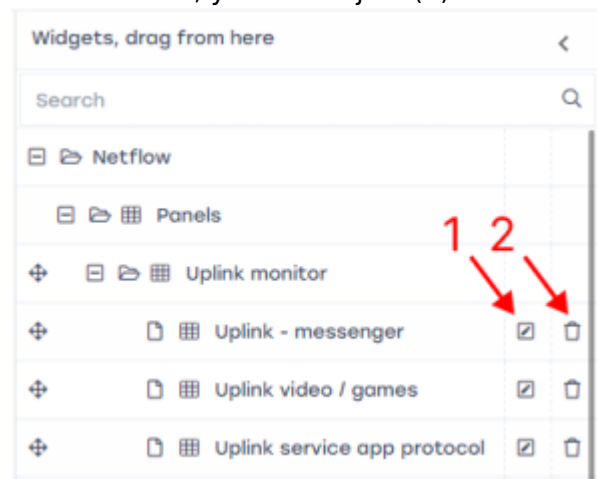 Widgets, drag from here
Search
Netflow
Panels
1 2
Uplink monitor
Uplink - messenger
Uplink video / games
Uplink service app protocol